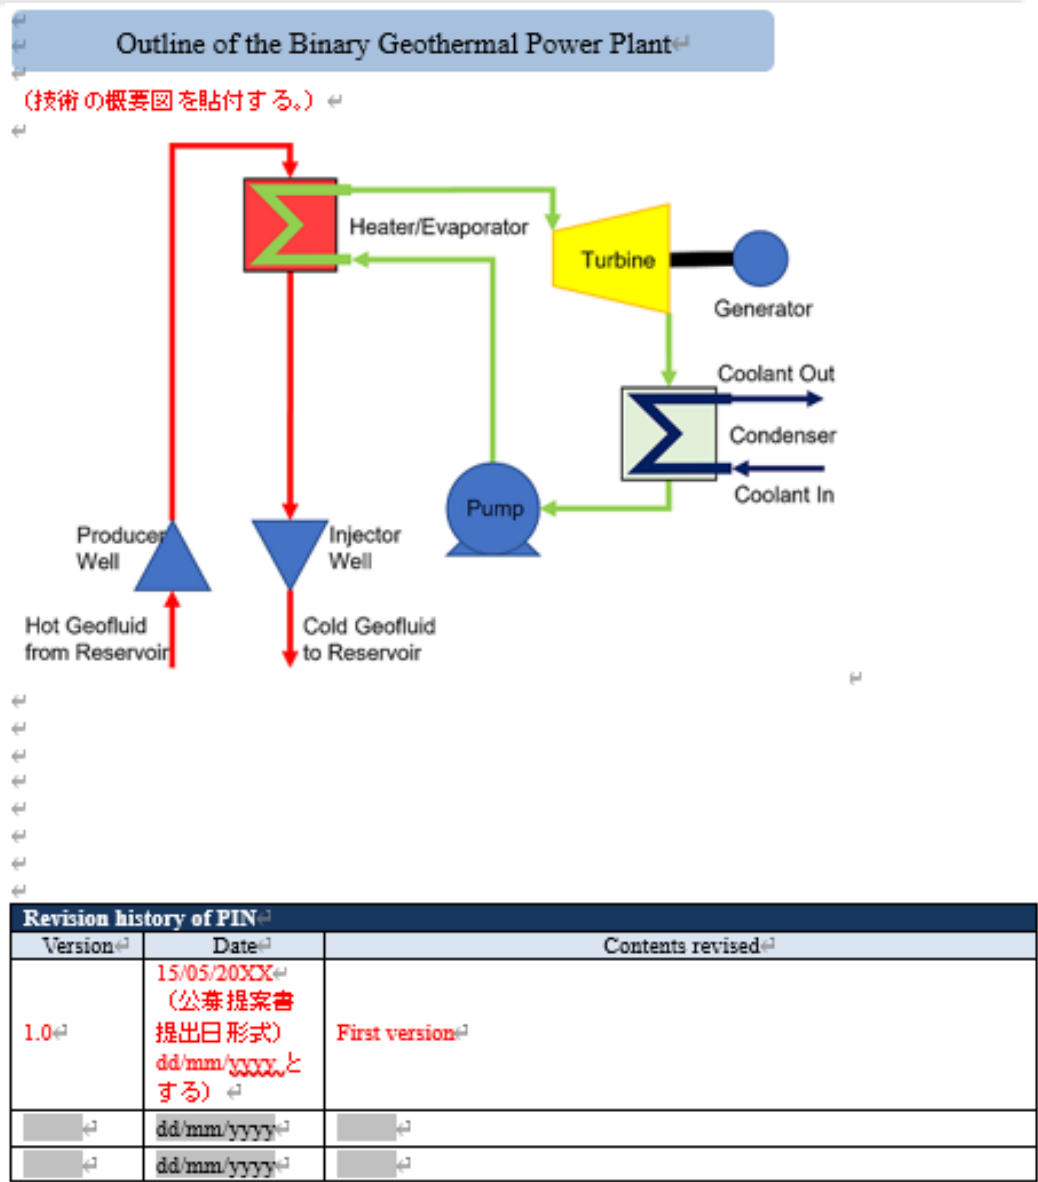 Outline of the Binary Geothermal Power Plant
（技術の概要図を貼付する。）
Heater/Evaporator
Turbine
Generator
Coolant Out
Condenser
Coolant In
Pump
Producer
Well
Injector
Well
Hot Geofluid
from Reservoir
Cold Geofluid
to Reservoir
Revision history of PIN
Version Date Contents revised
15/05/20XX
（公募提案書
1.0 提出日形式） First version
dd/mm/yyyy と
する）
dd/mm/yyyy
dd/mm/yyyy